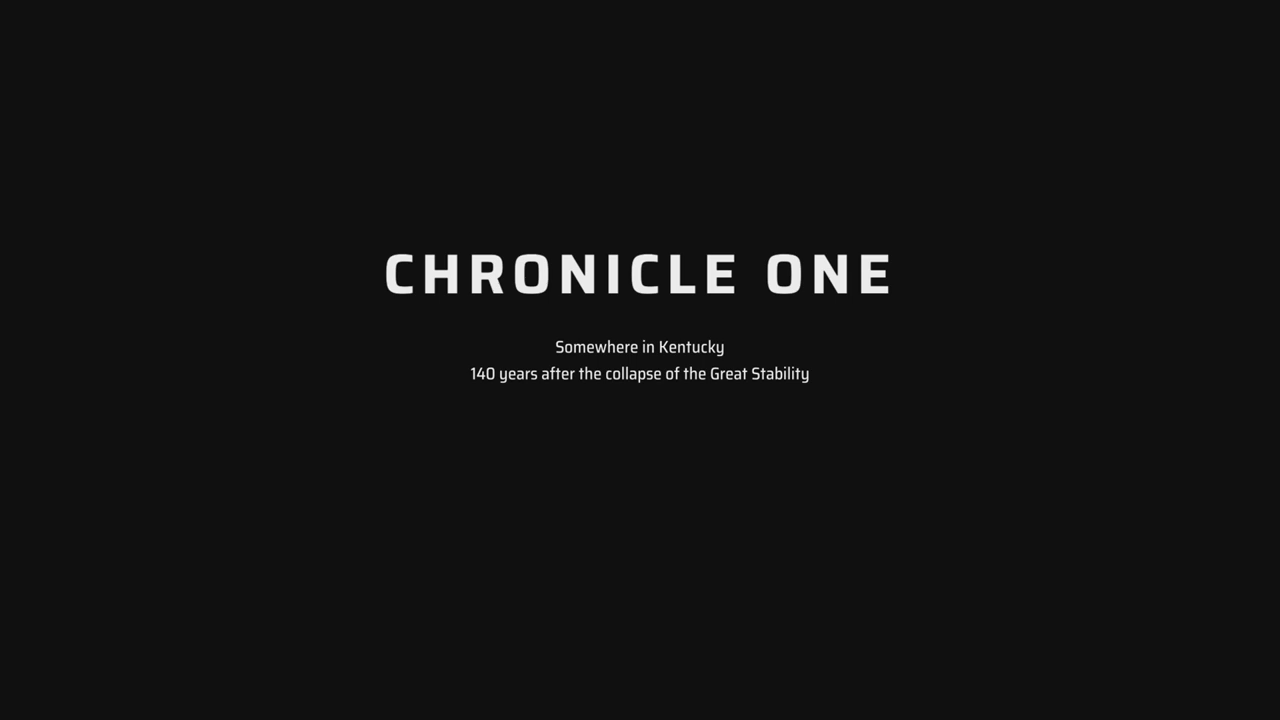 CHRONICLE ONE
Somewhere in Kentucky
140 years after the collapse of the Great Stability